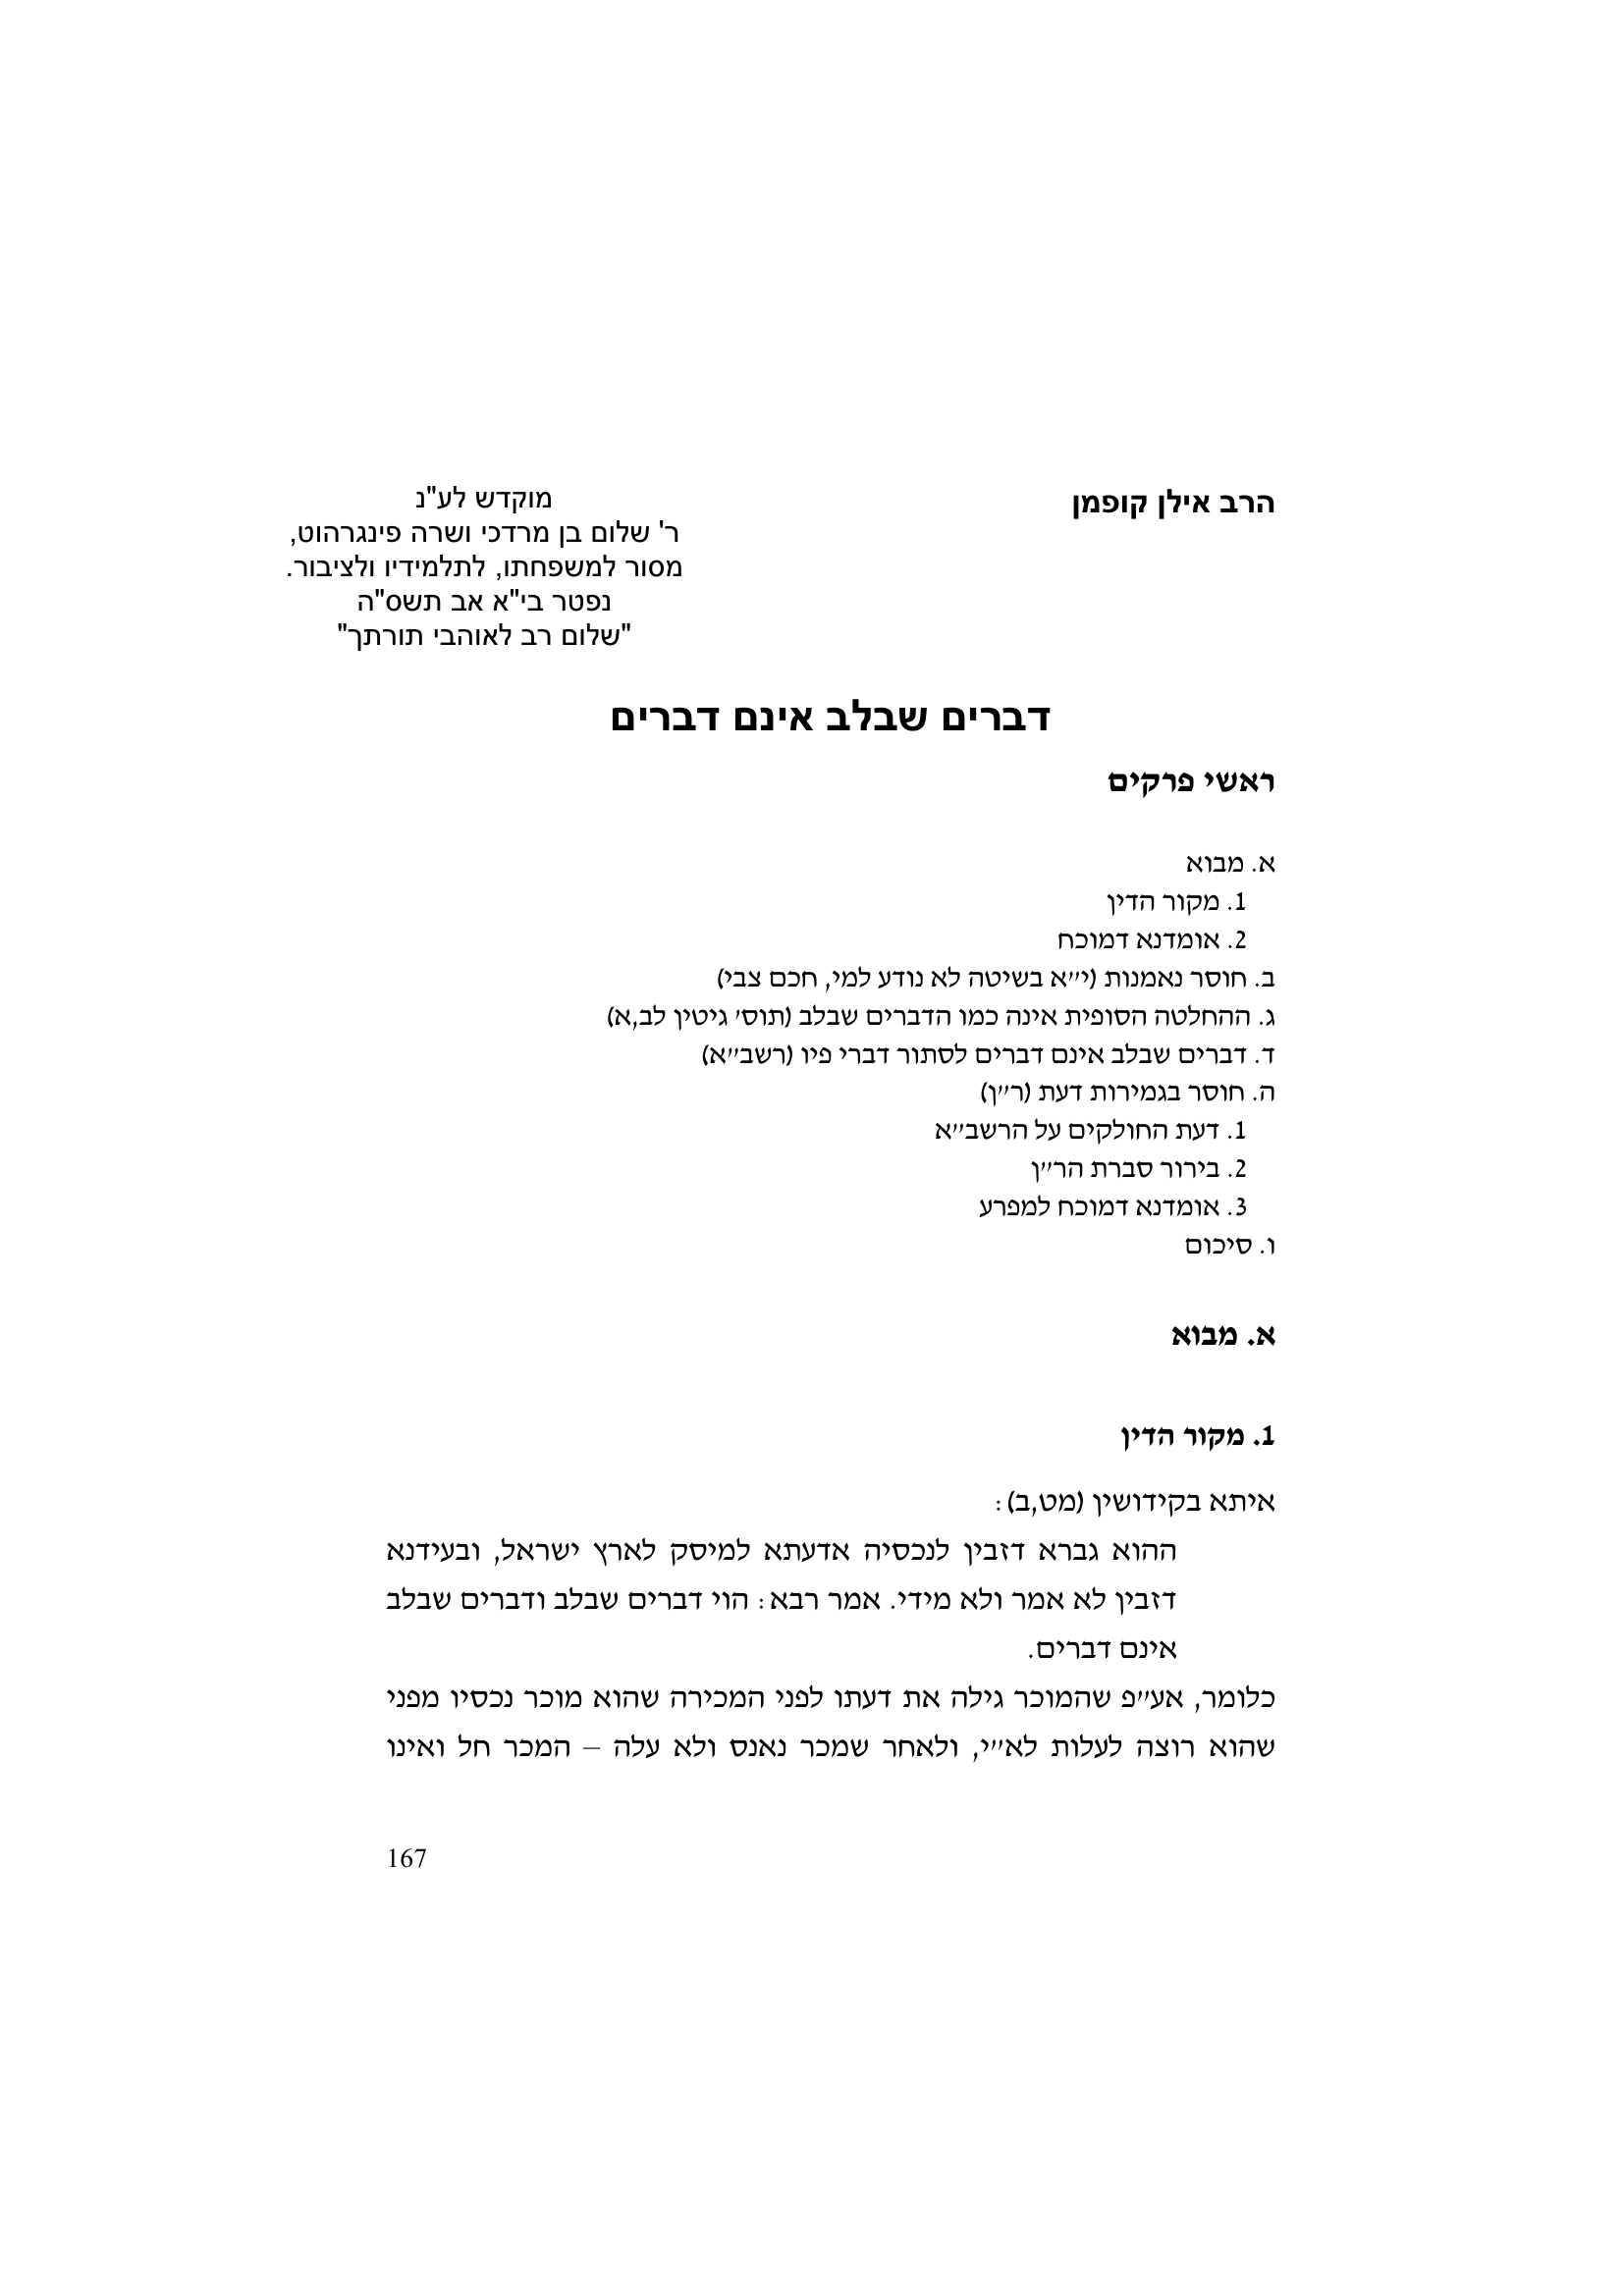 הרב אילן קופמן
מוקדש לע"נ
ר' שלום בן מרדכי ושרה פינגרהוט,
מסור למשפחתו, לתלמידיו ולציבור.
נפטר בי"א אב תשס"ה
"שלום רב לאוהבי תורתך"
דברים שבלב אינם דברים
ראשי פרקים
א. מבוא
1. מקור הדין
2. אומדנא דמוכח
ב. חוסר נאמנות (י"א בשיטה לא נודע למי, חכם צבי)
ג. ההחלטה הסופית אינה כמו הדברים שבלב (תוס' גיטין לב,א)
ד. דברים שבלב אינם דברים לסתור דברי פיו (רשב"א)
ה. חוסר בגמירות דעת (ר"ן)
1. דעת החולקים על הרשב"א
2. בירור סברת הר"ן
3. אומדנא דמוכח למפרע
ו. סיכום
א. מבוא
1. מקור הדין
איתא בקידושין (מט,ב):
ההוא גברא דזבין לנכסיה אדעתא למיסק לארץ ישראל, ובעידנא
דזבין לא אמר ולא מידי. אמר רבא: הוי דברים שבלב ודברים שבלב
אינם דברים.
כלומר, אע"פ שהמוכר גילה את דעתו לפני המכירה שהוא מוכר נכסיו מפני
שהוא רוצה לעלות לא"י, ולאחר שמכר נאנס ולא עלה – המכר חל ואינו
167